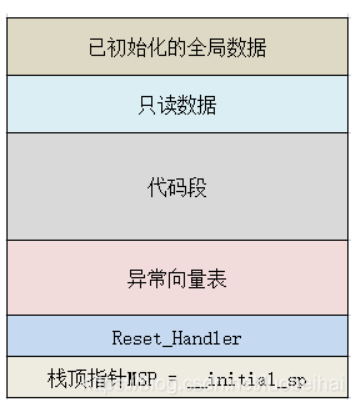 已初始化的全局数据
只读数据
代码段
异常向量表
Reset_Handler
栈顶指针MSP = __initial_sp